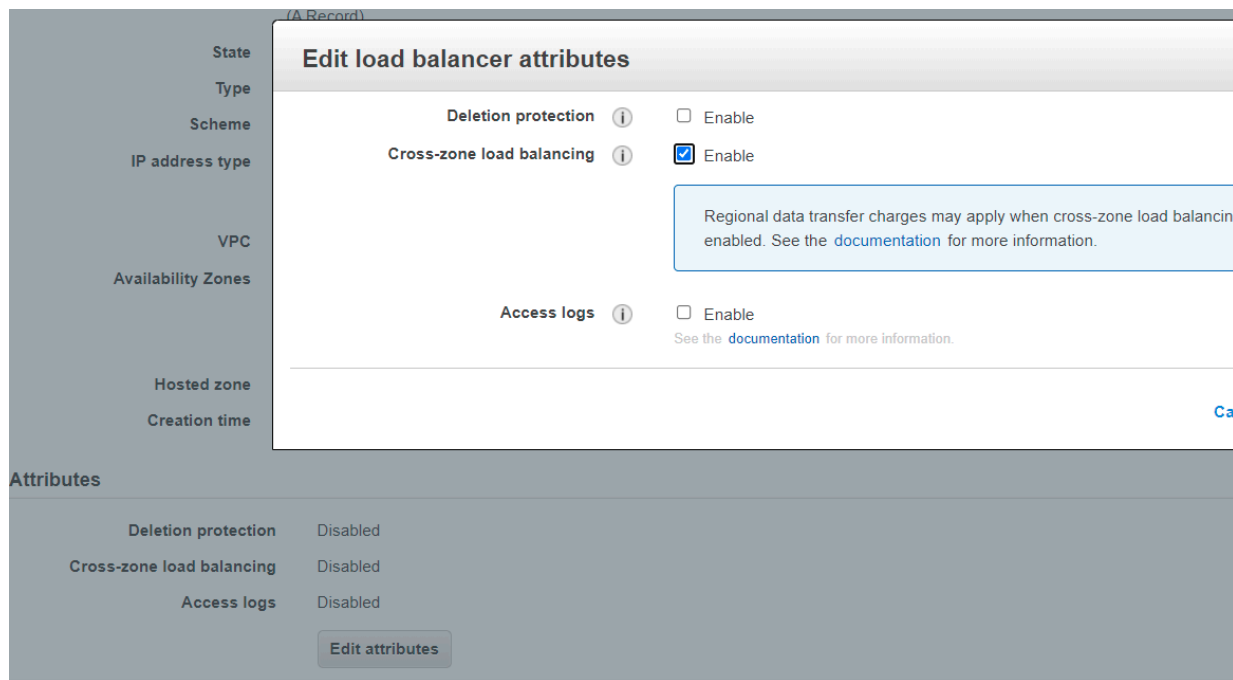 (A Record)
State
Edit load balancer attributes
Type
Deletion protection i Enable
Scheme
Cross-zone load balancing i Enable
IP address type
Regional data transfer charges may apply when cross-zone load balancin
enabled. See the documentation for more information.
VPC
Availability Zones
Access logs i Enable
See the documentation for more information.
Hosted zone
Ca
Creation time
Attributes
Deletion protection Disabled
Cross-zone load balancing Disabled
Access logs Disabled
Edit attributes